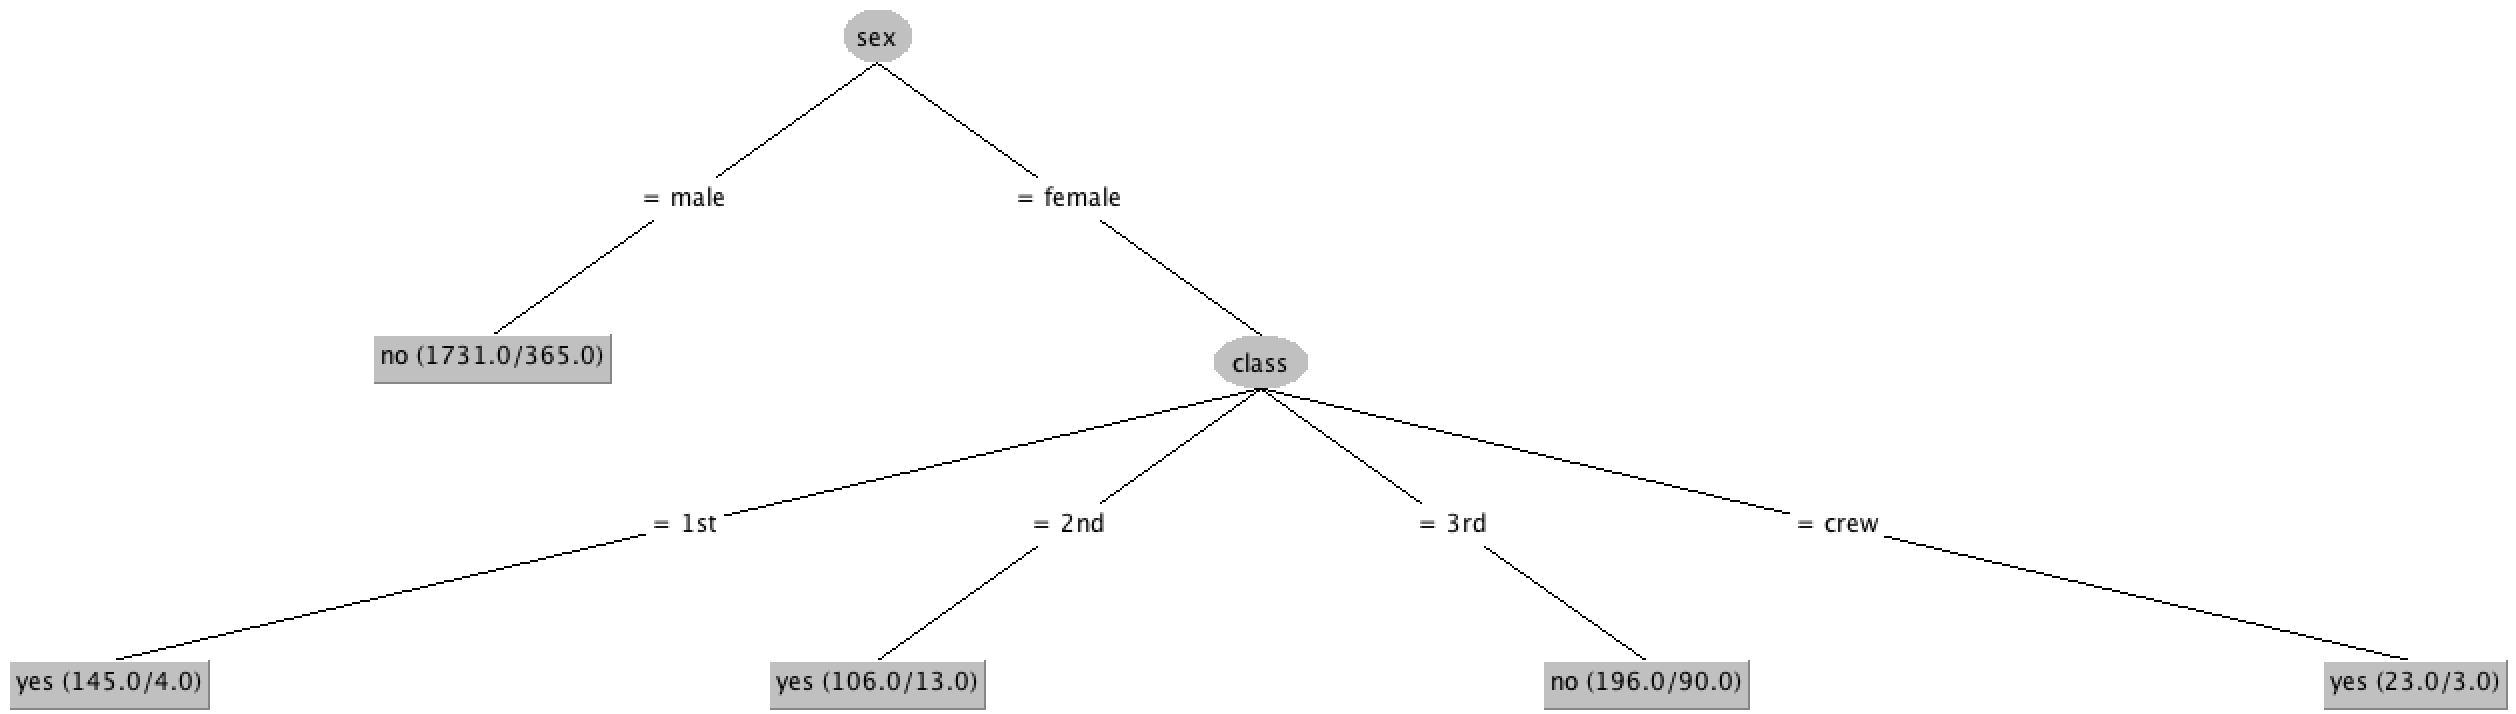 sex
= male
= female
no (1731.0/365.0)
class
= 1st
= 2nd
= 3rd
= crew
yes (145.0/4.0)
yes (106.0/13.0)
no (196.0/90.0)
yes (23.0/3.0)